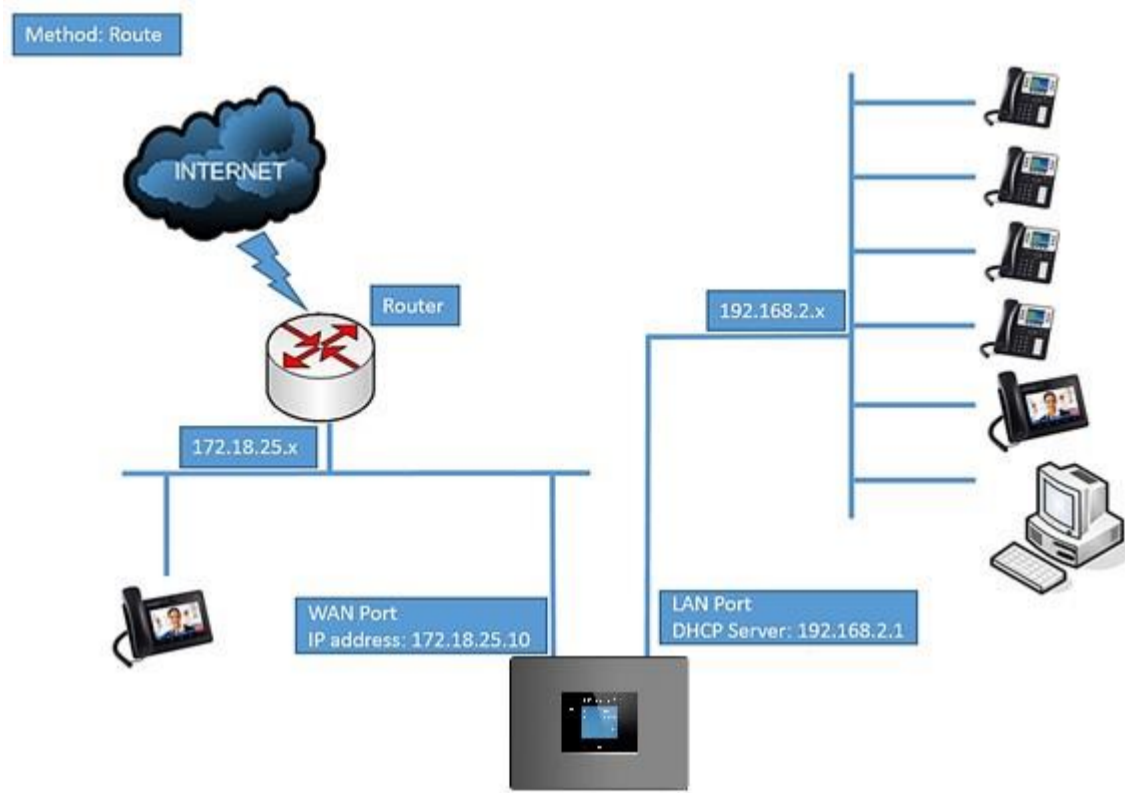 Method: Route
INTERNET
Router
172.18.25.x
192.168.2.x
WAN Port
IP address: 172.18.25.10
LAN Port
DHCP Server: 192.168.2.1